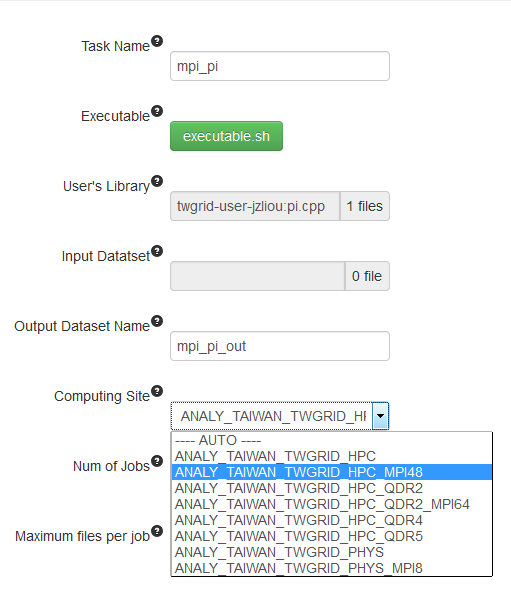 Task Name ?
mpi_pi
Executable ?
executable.sh
User's Library ?
twgrid-user-jzliou:pi.cpp 1 files
Input Datatset ?
0 file
Output Dataset Name ?
mpi_pi_out
Computing Site ?
ANALY_TAIWAN_TWGRID_HP
---- AUTO ----
ANALY_TAIWAN_TWGRID_HPC
Num of Jobs ?
ANALY_TAIWAN_TWGRID_HPC_MPI48
ANALY_TAIWAN_TWGRID_HPC_QDR2
ANALY_TAIWAN_TWGRID_HPC_QDR2_MPI64
ANALY_TAIWAN_TWGRID_HPC_QDR4
Maximum files per job ?
ANALY_TAIWAN_TWGRID_HPC_QDR5
ANALY_TAIWAN_TWGRID_PHYS
ANALY_TAIWAN_TWGRID_PHYS_MPI8